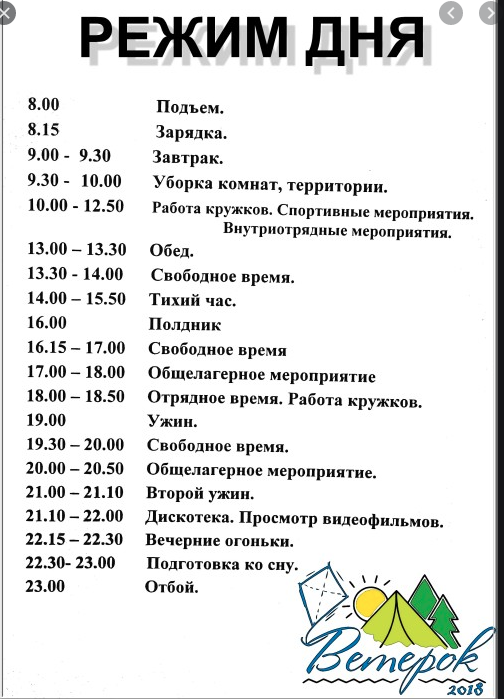 РЕЖИМ ДНЯ
8.00 Подъем.
8.15 Зарядка.
9.00 - 9.30 Завтрак.
9.30 - 10.00 Уборка комнат, территории.
10.00 - 12.50 Работа кружков. Спортивные мероприятия.
Внутриотрядные мероприятия.
13.00 – 13.30 Обед.
13.30 - 14.00 Свободное время.
14.00 – 15.50 Тихий час.
16.00 Полдник
16.15 – 17.00 Свободное время
17.00 – 18.00 Общелагерное мероприятие
18.00 – 18.50 Отрядное время. Работа кружков.
19.00 Ужин.
19.30 – 20.00 Свободное время.
20.00 – 20.50 Общелагерное мероприятие.
21.00 – 21.10 Второй ужин.
21.10 – 22.00 Дискотека. Просмотр видеофильмов.
22.15 – 22.30 Вечерние огоньки.
22.30- 23.00 Подготовка ко сну.
23.00 Отбой.
Ветерок
2018